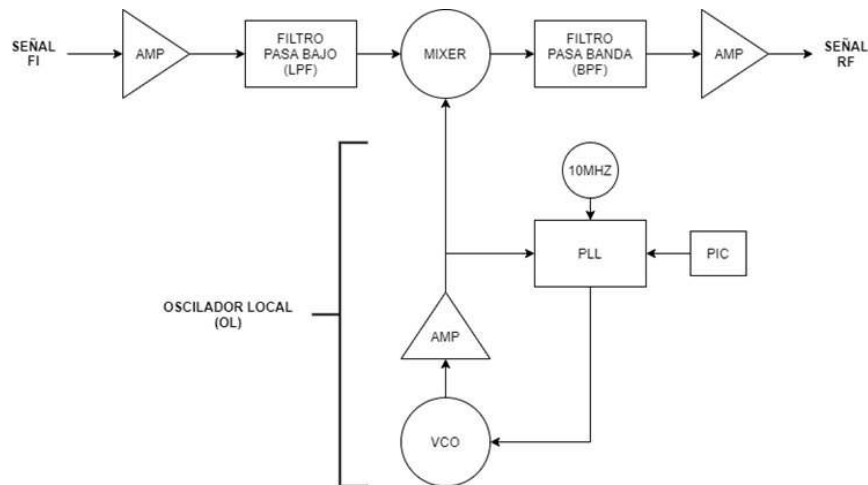 SEÑAL
FI
AMP
FILTRO
PASA BAJO
(LPF)
MIXER
FILTRO
PASA BANDA
(BPF)
AMP
SEÑAL
RF
10MHZ
PLL
PIC
OSCILADOR LOCAL
(OL)
AMP
VCO